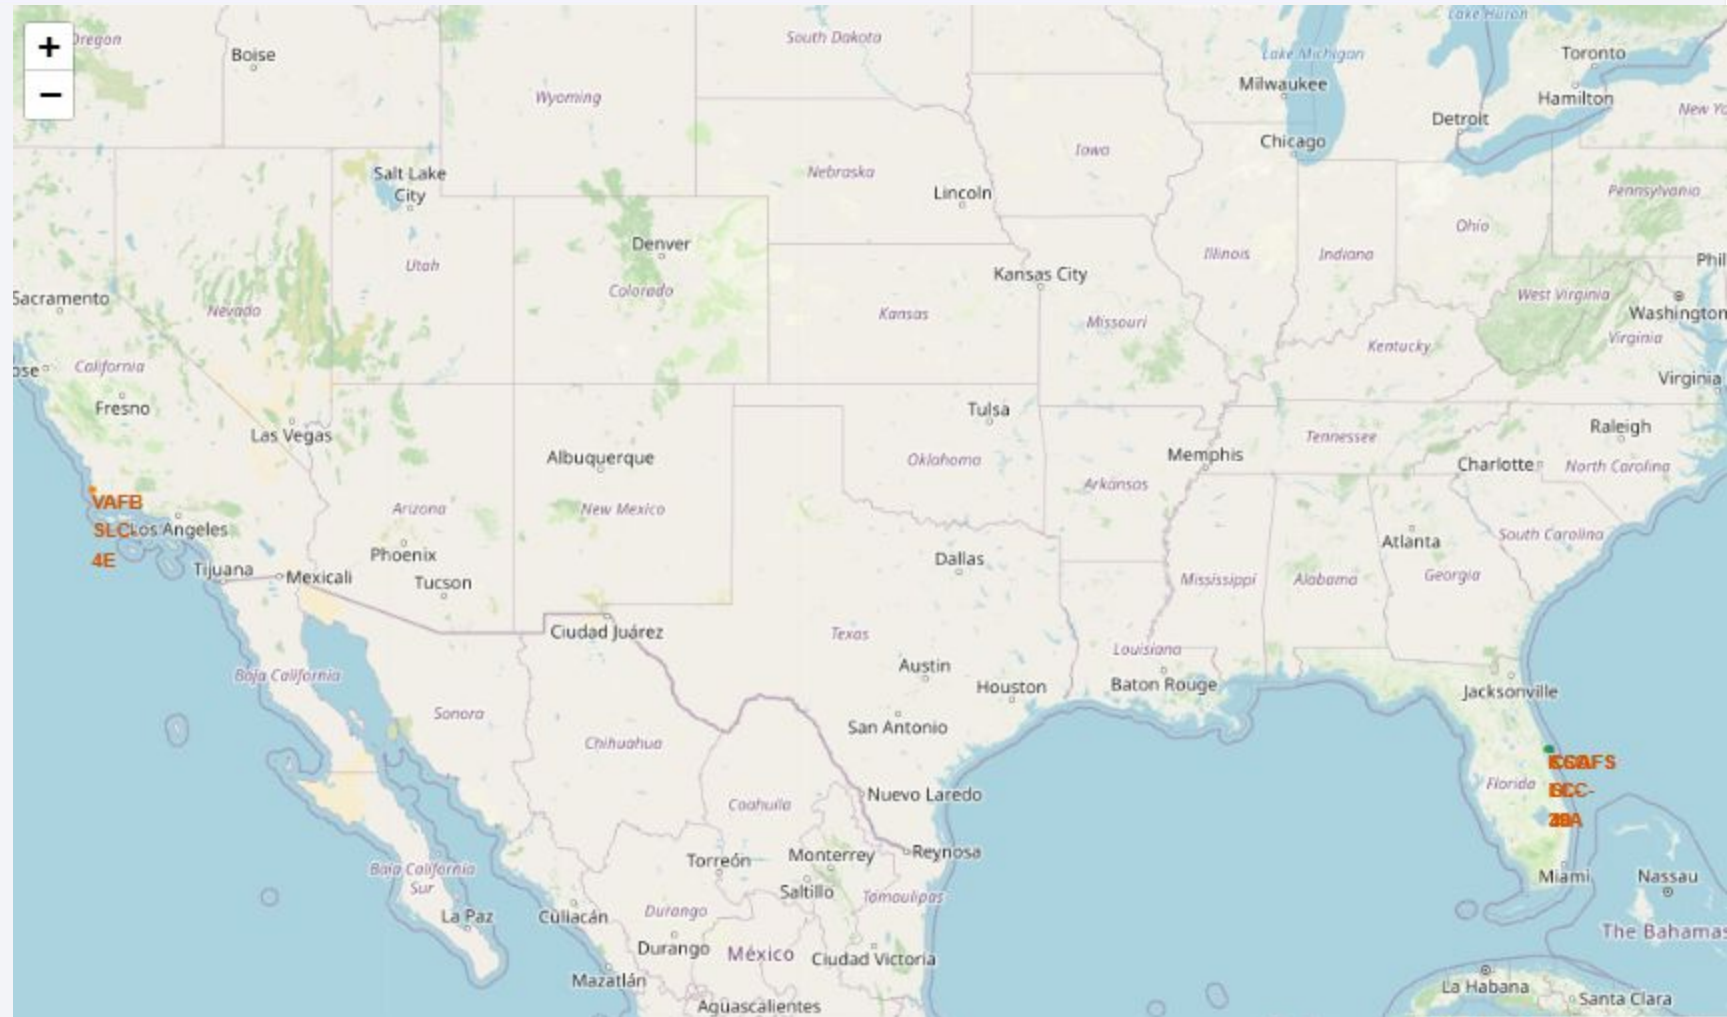 +
−
Oregon
Boise
South Dakota
Lake Huron
Lake Michigan
Toronto
Wyoming
Milwaukee
Hamilton
New Yo
Detroit
Chicago
Iowa
Salt Lake
City
Nebraska
Lincoln
Pennsylvania
Ohio
Denver
Utah
Illinois
Indiana
Phil
Kansas City
Colorado
Sacramento
Nevada
Kansas
Missouri
West Virginia
Washington
Virginia
Kentucky
ose
California
Virginia
Fresno
Las Vegas
Tulsa
Raleigh
Tennessee
Albuquerque
Oklahoma
Memphis
Charlotte
North Carolina
Arkansas
VAFB
SLC-
4E
Los Angeles
Arizona
New Mexico
South Carolina
Atlanta
Phoenix
Dallas
Tijuana
Mexicali
Tucson
Mississippi
Alabama
Georgia
Ciudad Juárez
Texas
Louisiana
Austin
Baja California
Houston
Baton Rouge
Jacksonville
Sonora
San Antonio
Chihuahua
Florida
Nuevo Laredo
Coahuila
Reynosa
Monterrey
Torreón
Baja California
Sur
Saltillo
Tamaulipas
Miami
Nassau
Durango
La Paz
Culiacán
The Bahamas
Durango
México
Ciudad Victoria
Mazatlán
La Habana
Santa Clara
Aguascalientes